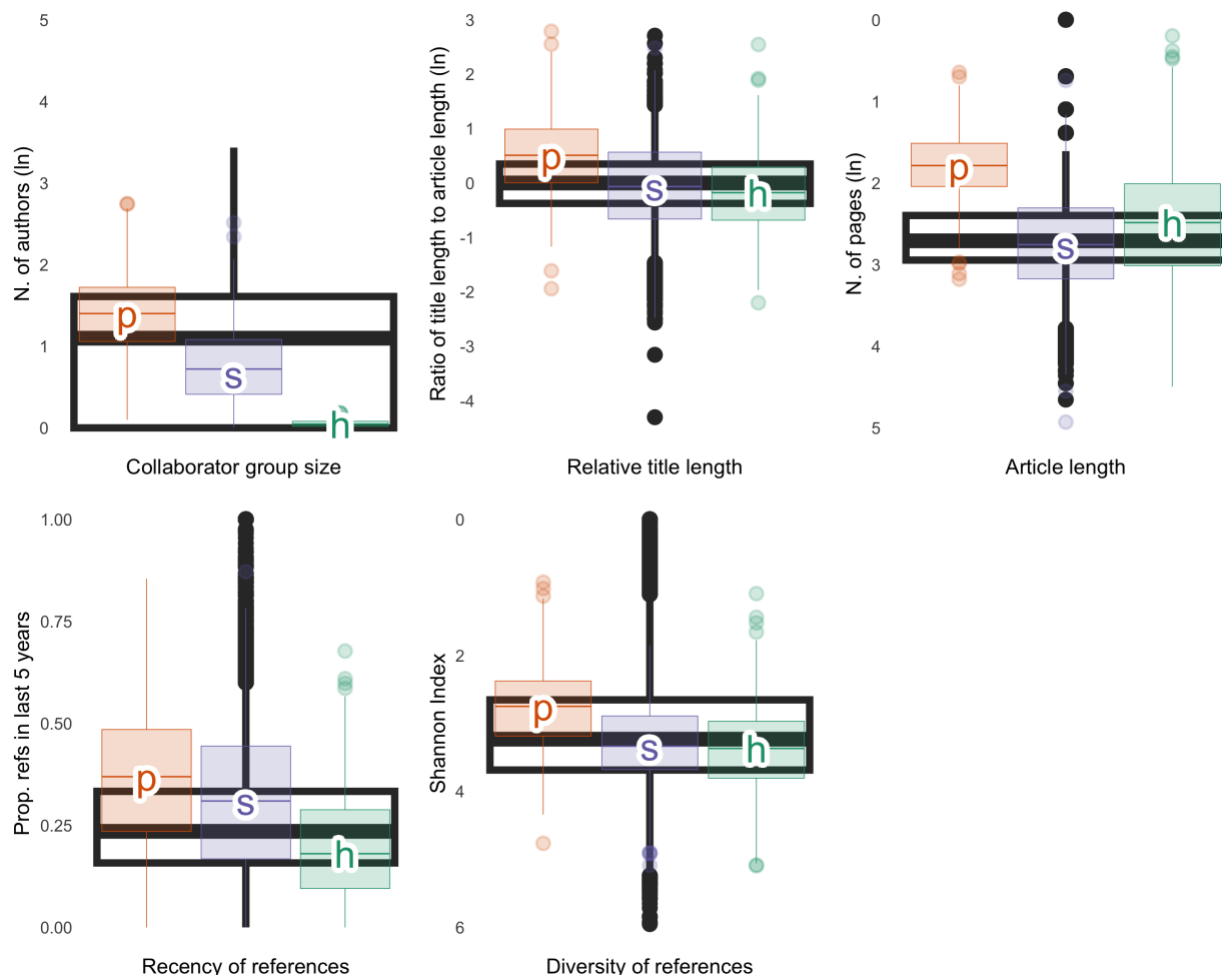 N. of authors (ln)
5
4
3
2
1
0
p
s
h
Collaborator group size
Ratio of title length to article length (ln)
3
2
1
0
-1
-2
-3
-4
p
s
h
Relative title length
N. of pages (ln)
0
1
2
3
4
5
p
s
h
Article length
Prop. refs in last 5 years
1.00
0.75
0.50
0.25
0.00
p
s
h
Recency of references
Shannon Index
0
2
4
6
p
s
h
Diversity of references